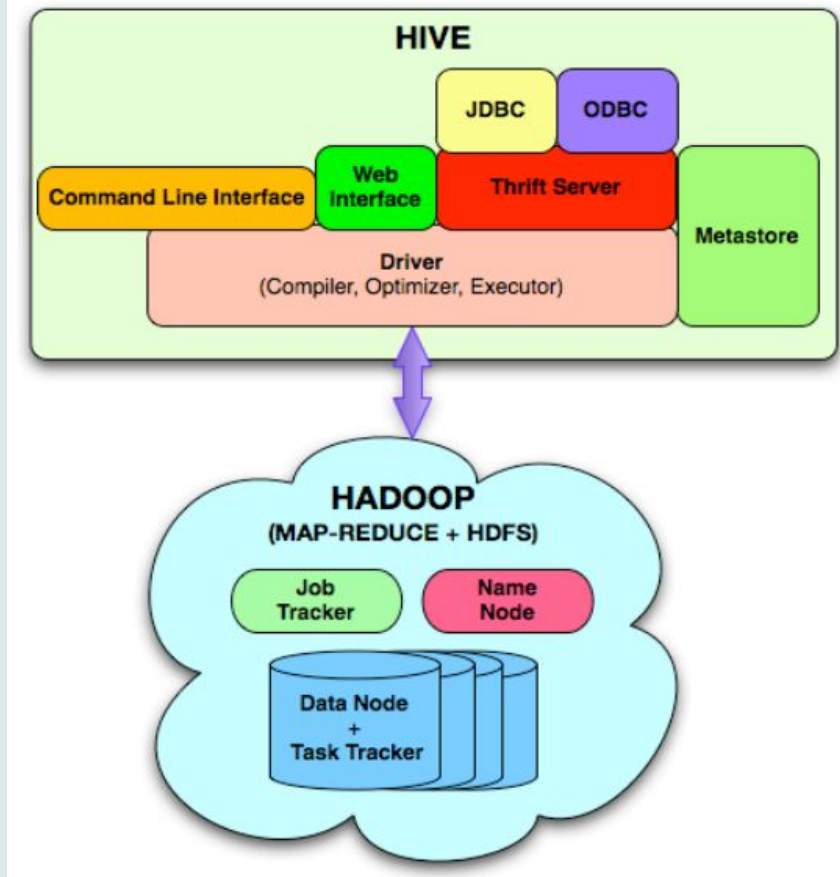 HIVE
JDBC
ODBC
Command Line Interface
Web
Interface
Thrift Server
Metastore
Driver
(Compiler, Optimizer, Executor)
HADOOP
(MAP-REDUCE + HDFS)
Job
Tracker
Name
Node
Data Node
+
Task Tracker